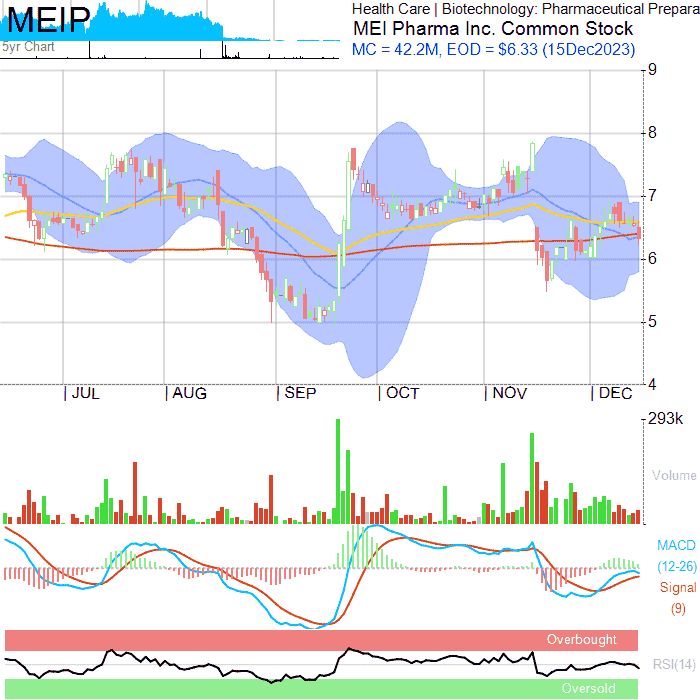 MEIP
Health Care | Biotechnology: Pharmaceutical Prepara
MEI Pharma Inc. Common Stock
5yr Chart
MC = 42.2M, EOD = $6.33 (15Dec2023)
9
8
7
6
5
4
JUL
AUG
SEP
OCT
NOV
DEC
293k
Volume
MACD
(12-26)
Signal
(9)
Overbought
RSI(14)
Oversold